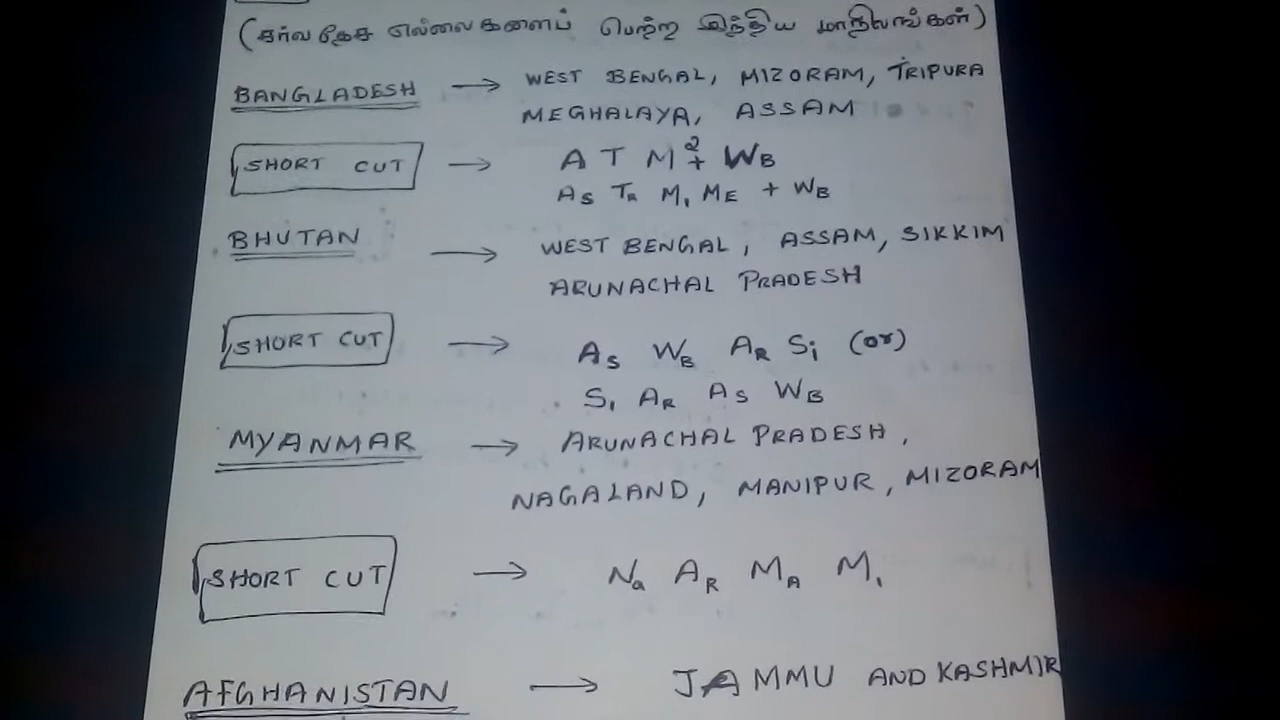 (சர்வ தேச எல்லைகளைப் பெற்ற இந்திய மாநிலங்கள்)
BANGLADESH → WEST BENGAL, MIZORAM, TRIPURA
MEGHALAYA, ASSAM
SHORT CUT → A T M² + WB
AS TR MI ME + WB
BHUTAN → WEST BENGAL, ASSAM, SIKKIM
ARUNACHAL PRADESH
SHORT CUT → AS WB AR Si (or)
SI AR AS WB
MYANMAR → ARUNACHAL PRADESH,
NAGALAND, MANIPUR, MIZORAM
SHORT CUT → Na AR MA MI
AFGHANISTAN → JAMMU AND KASHMIR